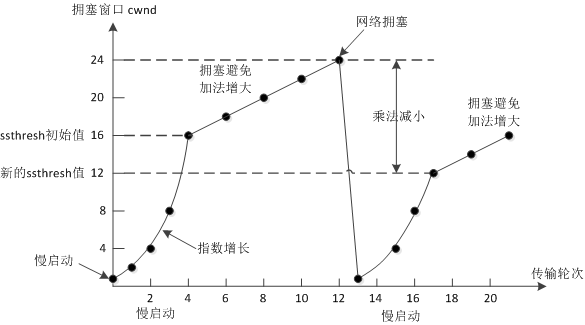 拥塞窗口 cwnd
网络拥塞
24
拥塞避免
加法增大
20
拥塞避免
加法增大
乘法减小
ssthresh初始值 16
新的ssthresh值 12
8
指数增长
4
慢启动
传输轮次
2 4 6 8 10 12 14 16 18 20
慢启动 慢启动